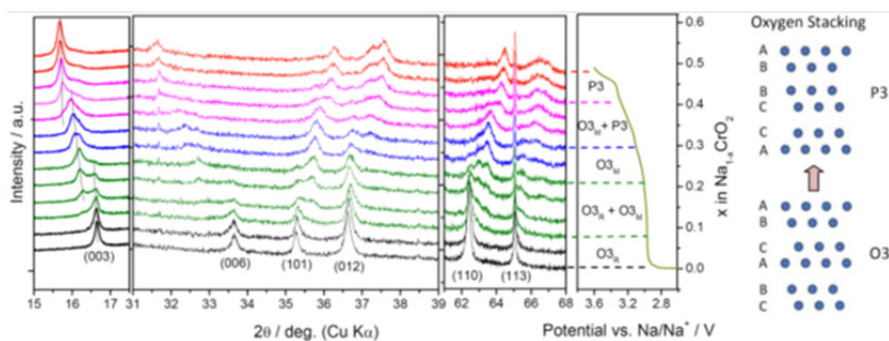 Oxygen Stacking
Intensity / a.u.
(003)
(006)
(101)
(012)
(110)
(113)
15 16 17
31 32 33 34 35 36 37 38 39
62 64 66 68
3.6 3.2 2.8
2θ / deg. (Cu Kα)
Potential vs. Na/Na⁺ / V
P3
O3M + P3
O3M
O3R + O3M
O3R
0.6
0.5
0.4
0.3
0.2
0.1
0.0
x in Na1-xCrO2
A
B
B
C
C
A
P3
A
B
C
A
B
C
O3